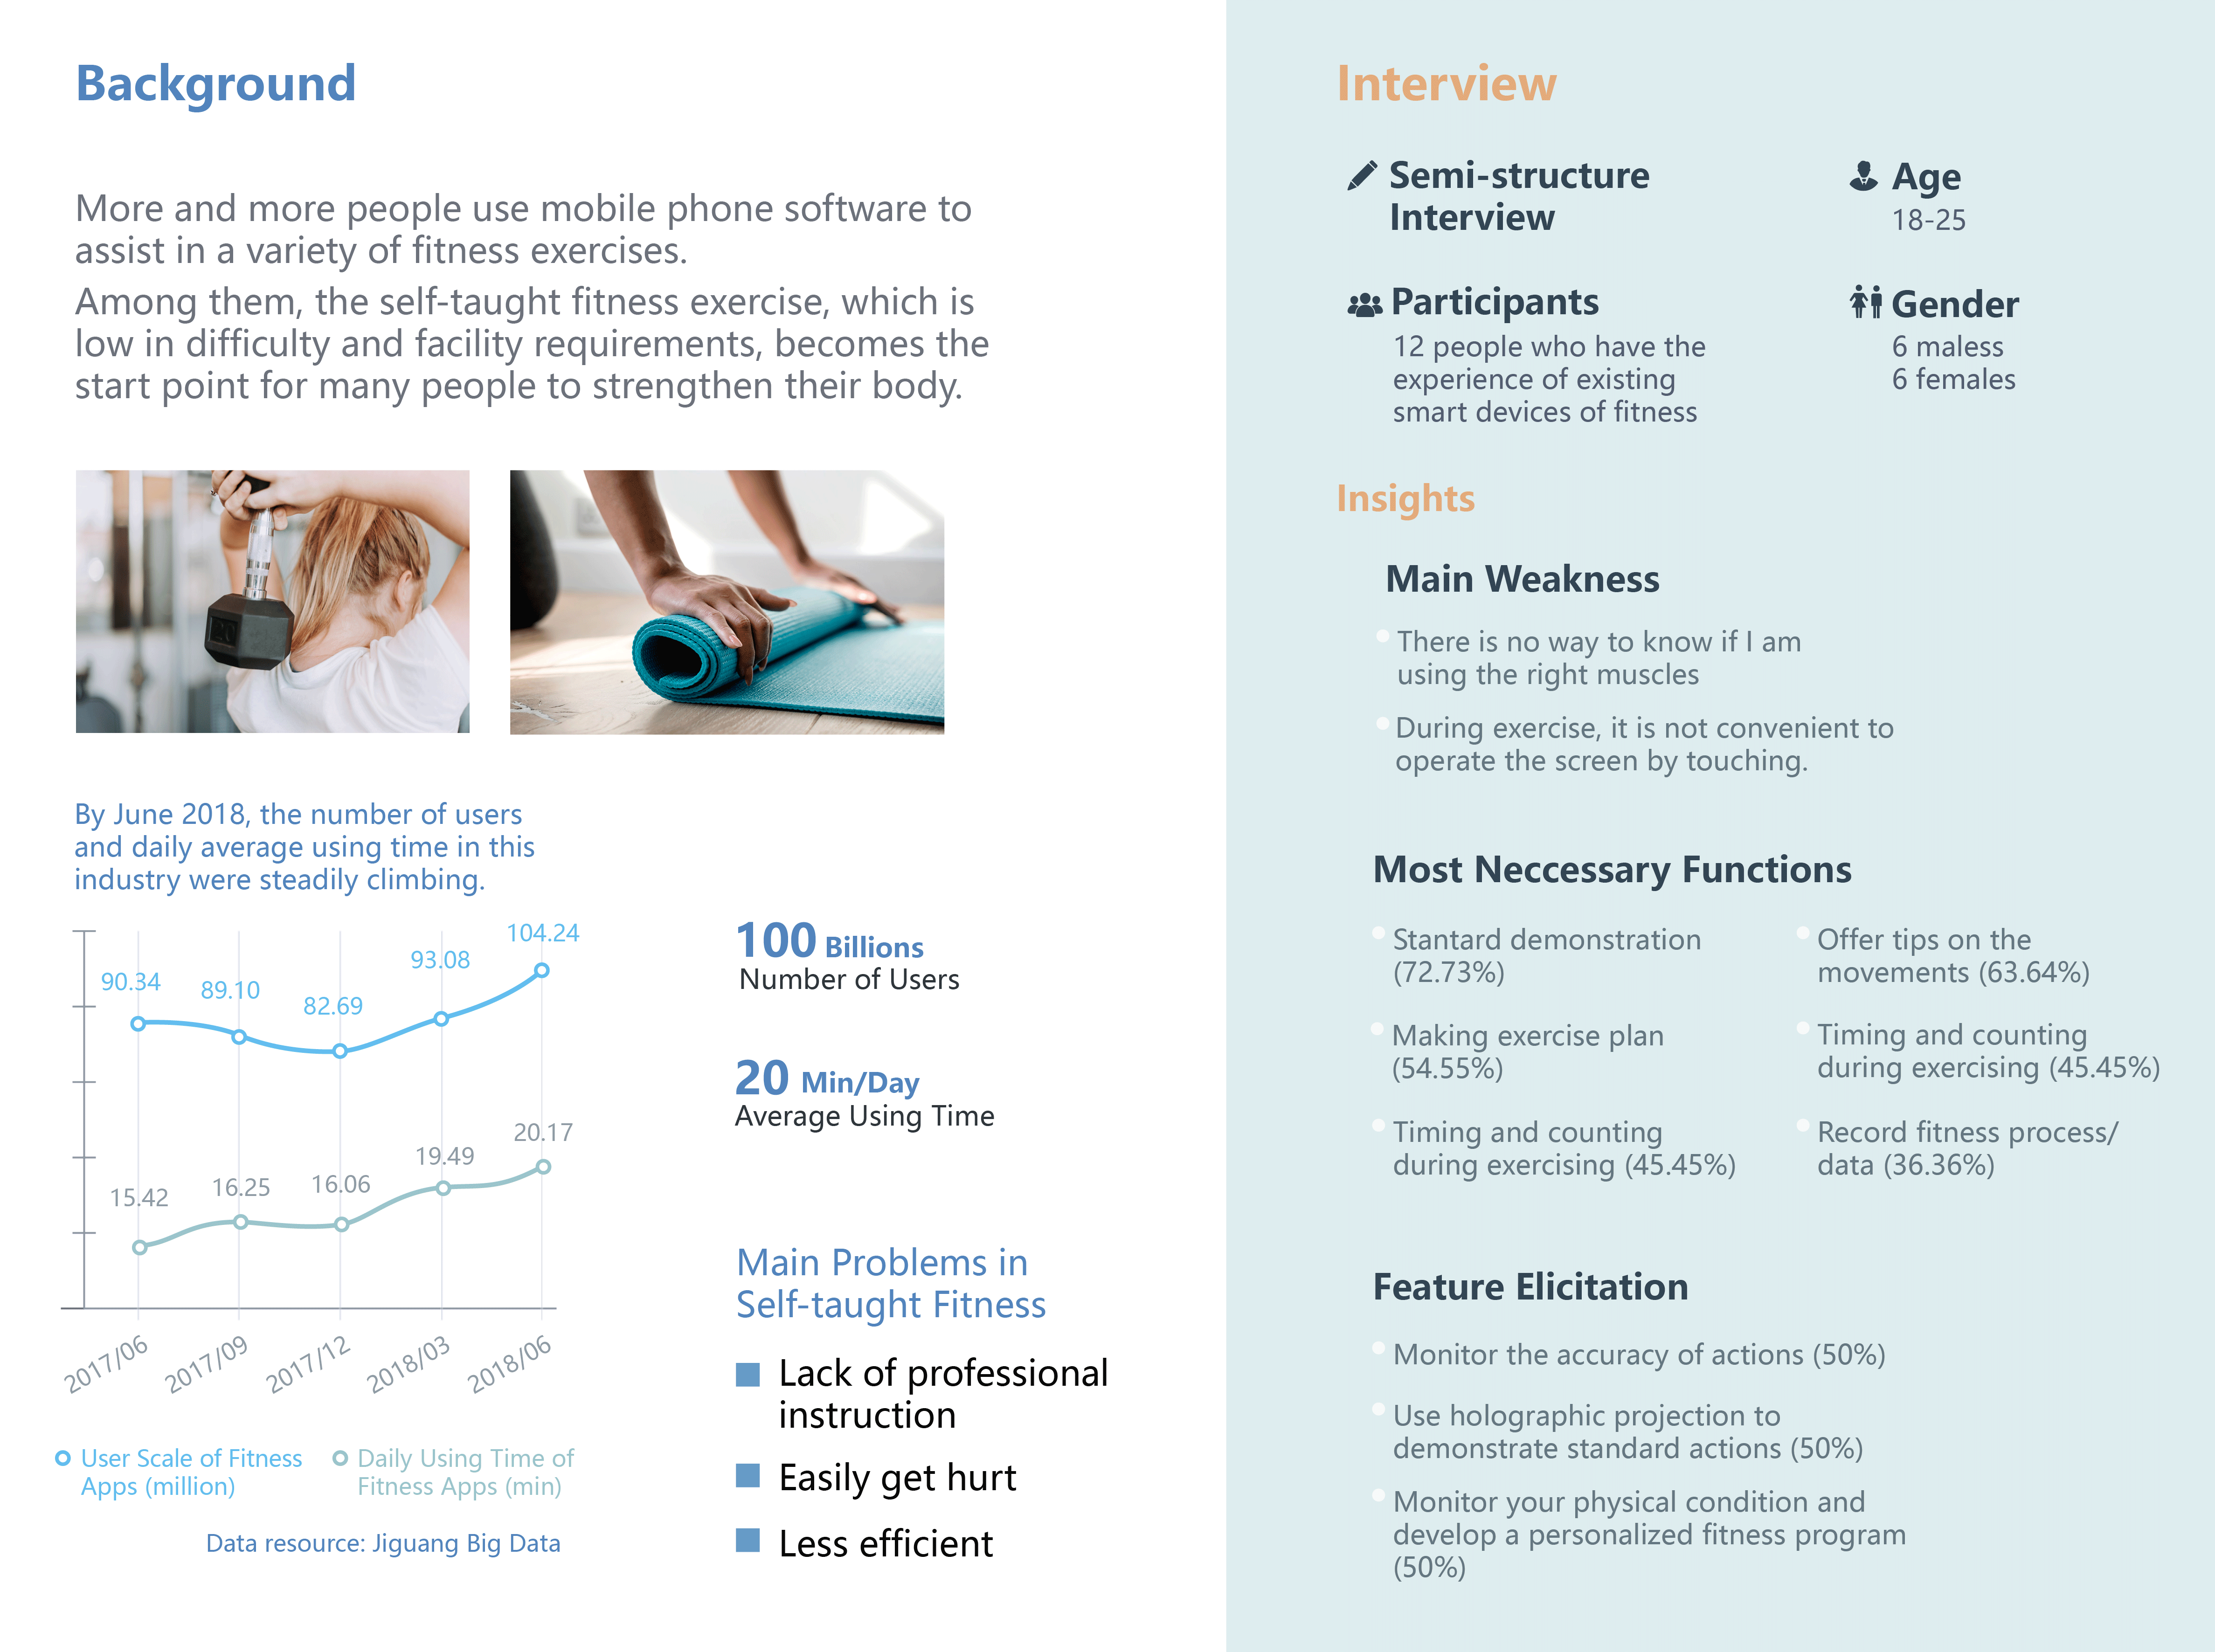 Background
More and more people use mobile phone software to
assist in a variety of fitness exercises.
Among them, the self-taught fitness exercise, which is
low in difficulty and facility requirements, becomes the
start point for many people to strengthen their body.
20
By June 2018, the number of users
and daily average using time in this
industry were steadily climbing.
90.34
89.10
82.69
93.08
104.24
15.42
16.25
16.06
19.49
20.17
2017/06
2017/09
2017/12
2018/03
2018/06
User Scale of Fitness
Apps (million)
Daily Using Time of
Fitness Apps (min)
Data resource: Jiguang Big Data
100 Billions
Number of Users
20 Min/Day
Average Using Time
Main Problems in
Self-taught Fitness
Lack of professional
instruction
Easily get hurt
Less efficient
Interview
Semi-structure
Interview
Age
18-25
Participants
12 people who have the
experience of existing
smart devices of fitness
Gender
6 maless
6 females
Insights
Main Weakness
There is no way to know if I am
using the right muscles
During exercise, it is not convenient to
operate the screen by touching.
Most Neccessary Functions
Stantard demonstration
(72.73%)
Offer tips on the
movements (63.64%)
Making exercise plan
(54.55%)
Timing and counting
during exercising (45.45%)
Timing and counting
during exercising (45.45%)
Record fitness process/
data (36.36%)
Feature Elicitation
Monitor the accuracy of actions (50%)
Use holographic projection to
demonstrate standard actions (50%)
Monitor your physical condition and
develop a personalized fitness program
(50%)